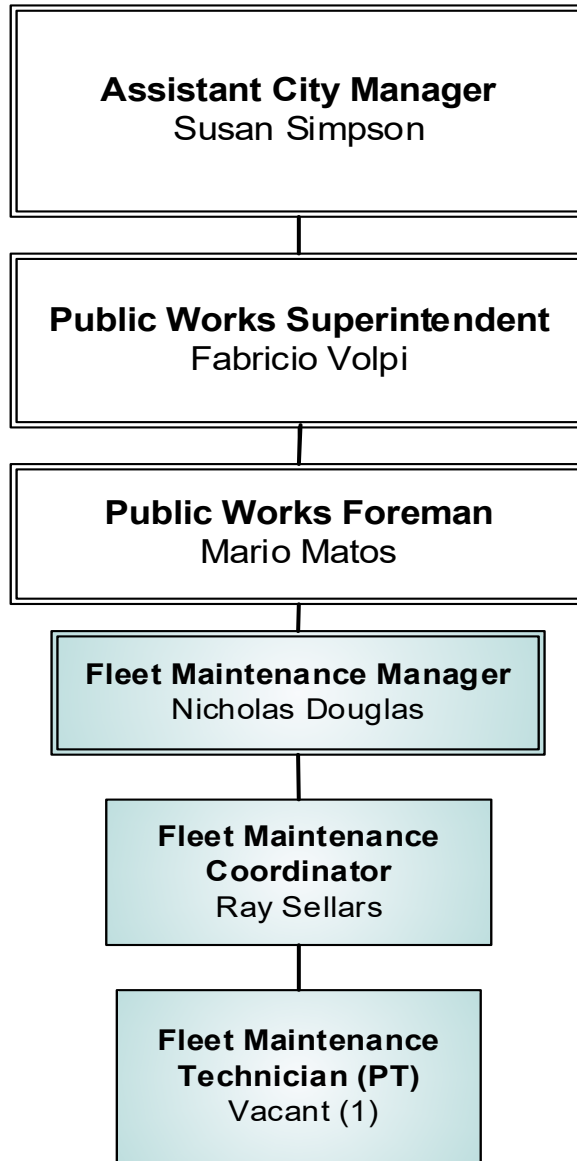 Assistant City Manager
Susan Simpson
Public Works Superintendent
Fabricio Volpi
Public Works Foreman
Mario Matos
Fleet Maintenance Manager
Nicholas Douglas
Fleet Maintenance
Coordinator
Ray Sellars
Fleet Maintenance
Technician (PT)
Vacant (1)